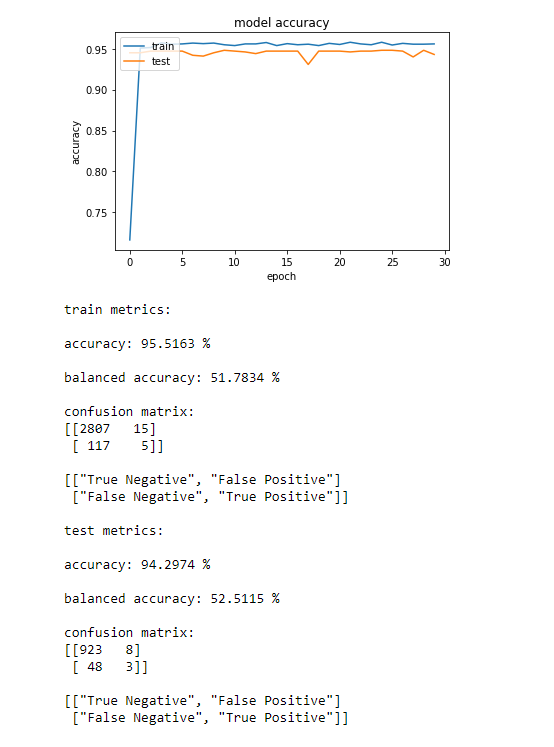 model accuracy
train
test
0.95
0.90
0.85
0.80
0.75
accuracy
0 5 10 15 20 25 30
epoch
train metrics:
accuracy: 95.5163 %
balanced accuracy: 51.7834 %
confusion matrix:
[[2807 15]
[ 117 5]]
[["True Negative", "False Positive"]
["False Negative", "True Positive"]]
test metrics:
accuracy: 94.2974 %
balanced accuracy: 52.5115 %
confusion matrix:
[[923 8]
[ 48 3]]
[["True Negative", "False Positive"]
["False Negative", "True Positive"]]